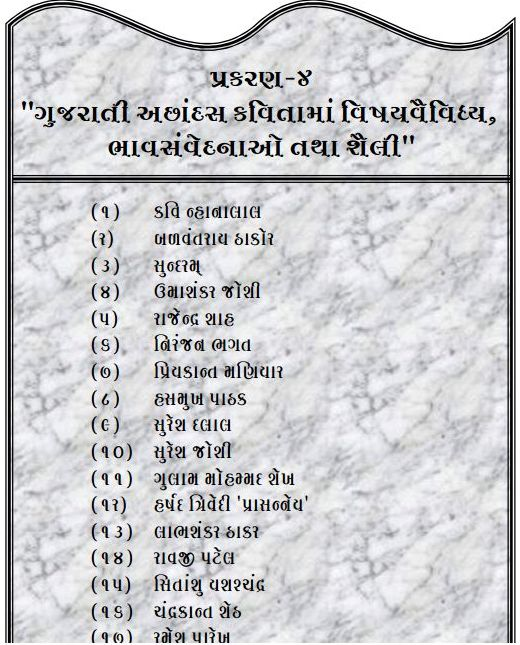 પ્રકરણ-૪
"ગુજરાતી અછાંદસ કવિતામાં વિષયવૈવિધ્ય,
ભાવસંવેદનાઓ તથા શૈલી"
(૧) કવિ ન્હાનાલાલ
(૨) બળવંતરાય ઠાકોર
(૩) સુન્દરમ્
(૪) ઉમાશંકર જોશી
(૫) રાજેન્દ્ર શાહ
(૬) નિરંજન ભગત
(૭) પ્રિયકાન્ત મણિયાર
(૮) હસમુખ પાઠક
(૯) સુરેશ દલાલ
(૧૦) સુરેશ જોશી
(૧૧) ગુલામ મોહમ્મદ શેખ
(૧૨) હર્ષદ ત્રિવેદી 'પ્રાસન્નેય'
(૧૩) લાભશંકર ઠાકર
(૧૪) રાવજી પટેલ
(૧૫) સિતાંશુ યશશ્ચંદ્ર
(૧૬) ચંદ્રકાન્ત શેઠ
(૧૭) રમેશ પારેખ